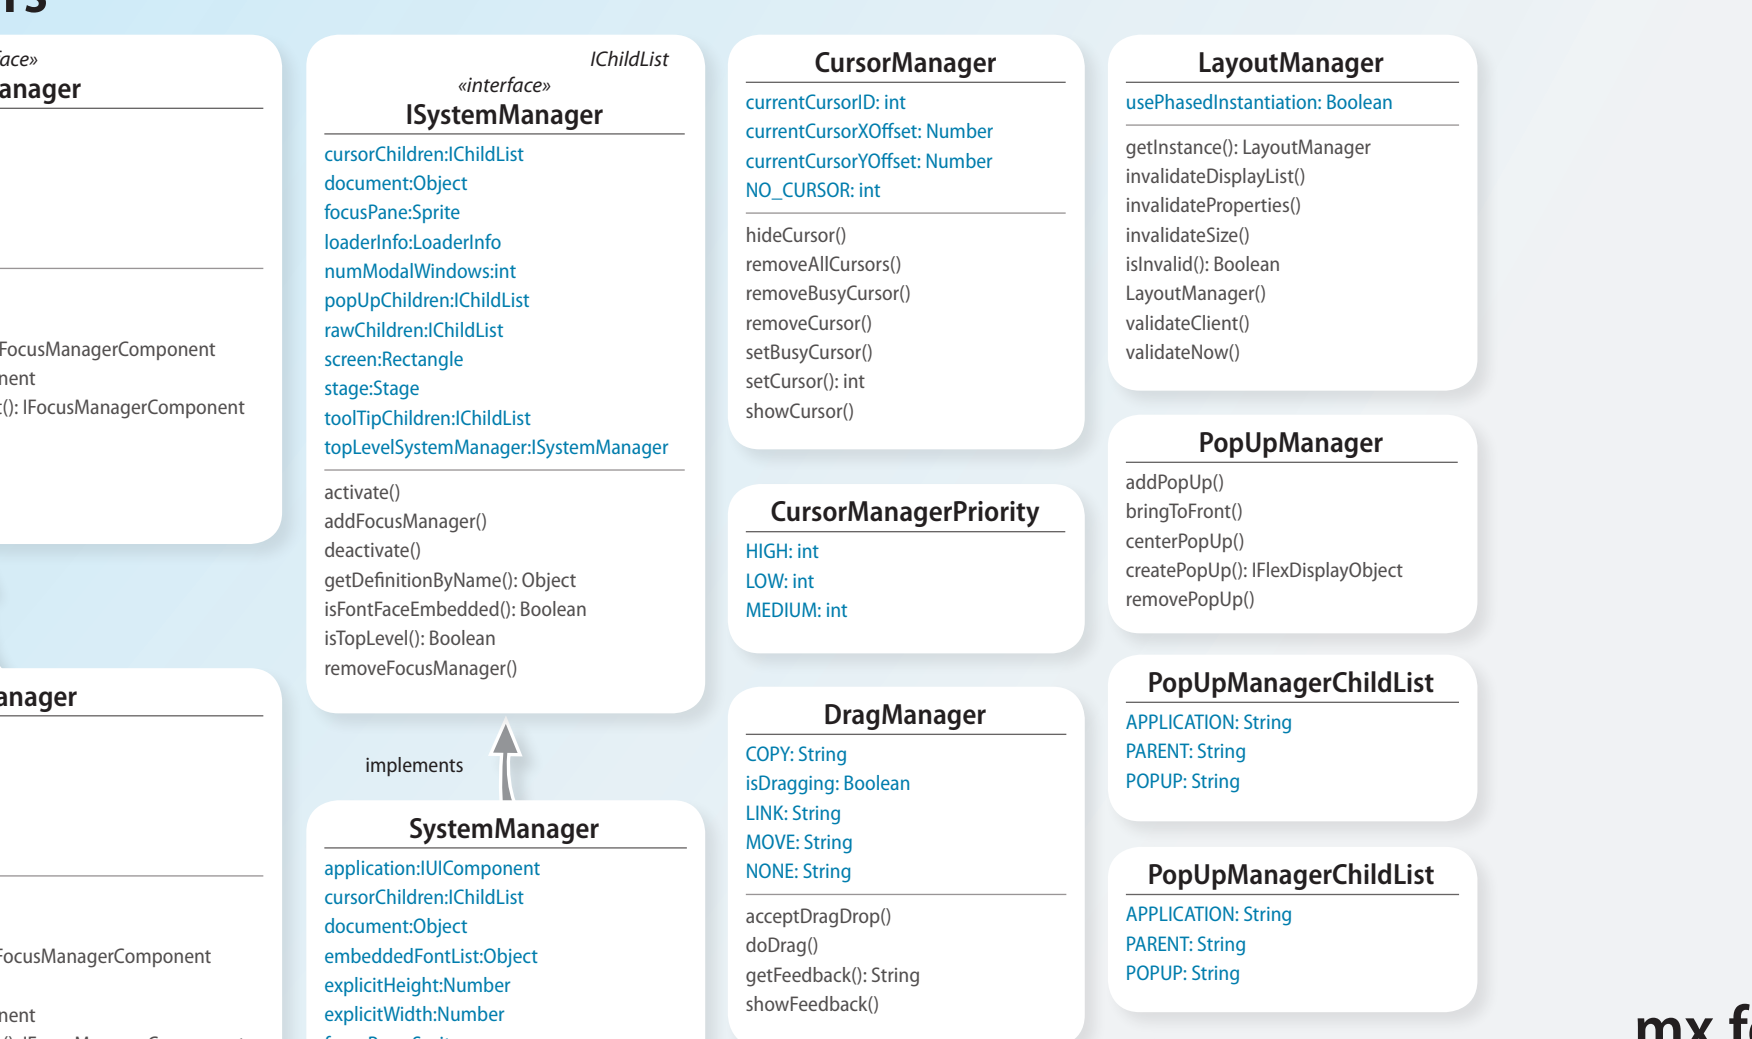 IChildList
«interface»
ISystemManager
cursorChildren:IChildList
document:Object
focusPane:Sprite
loaderInfo:LoaderInfo
numModalWindows:int
popUpChildren:IChildList
rawChildren:IChildList
screen:Rectangle
stage:Stage
toolTipChildren:IChildList
topLevelSystemManager:ISystemManager
activate()
addFocusManager()
deactivate()
getDefinitionByName(): Object
isFontFaceEmbedded(): Boolean
isTopLevel(): Boolean
removeFocusManager()
implements
SystemManager
application:IUIComponent
cursorChildren:IChildList
document:Object
embeddedFontList:Object
explicitHeight:Number
explicitWidth:Number
CursorManager
currentCursorID: int
currentCursorXOffset: Number
currentCursorYOffset: Number
NO_CURSOR: int
hideCursor()
removeAllCursors()
removeBusyCursor()
removeCursor()
setBusyCursor()
setCursor(): int
showCursor()
CursorManagerPriority
HIGH: int
LOW: int
MEDIUM: int
DragManager
COPY: String
isDragging: Boolean
LINK: String
MOVE: String
NONE: String
acceptDragDrop()
doDrag()
getFeedback(): String
showFeedback()
LayoutManager
usePhasedInstantiation: Boolean
getInstance(): LayoutManager
invalidateDisplayList()
invalidateProperties()
invalidateSize()
isInvalid(): Boolean
LayoutManager()
validateClient()
validateNow()
PopUpManager
addPopUp()
bringToFront()
centerPopUp()
createPopUp(): IFlexDisplayObject
removePopUp()
PopUpManagerChildList
APPLICATION: String
PARENT: String
POPUP: String
PopUpManagerChildList
APPLICATION: String
PARENT: String
POPUP: String
ace»
anager
FocusManagerComponent
nent
(): IFocusManagerComponent
anager
FocusManagerComponent
nent